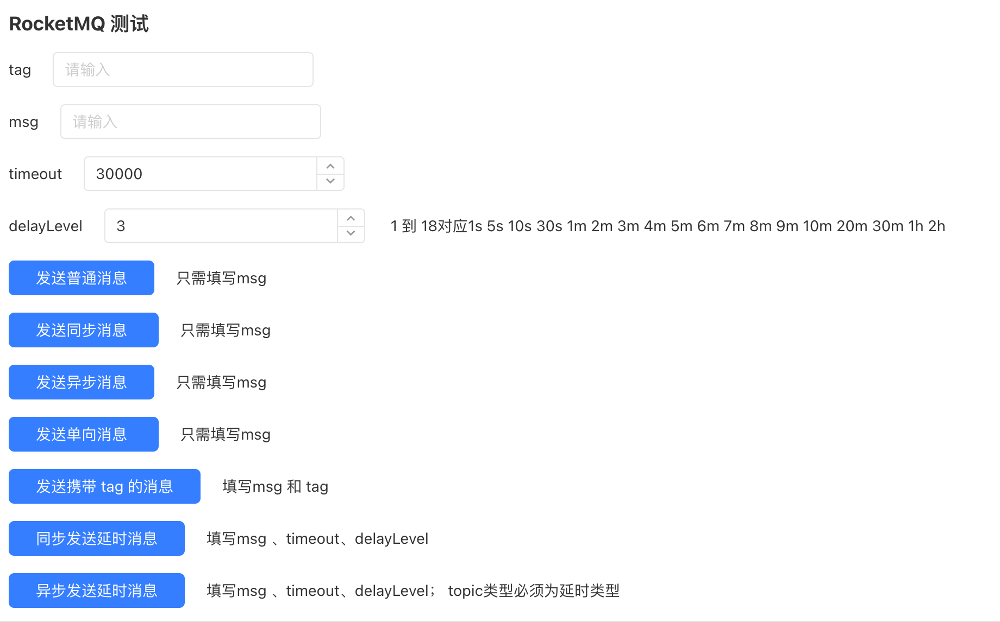 RocketMQ 测试
tag 请输入
msg 请输入
timeout 30000
delayLevel 3 1 到 18对应1s 5s 10s 30s 1m 2m 3m 4m 5m 6m 7m 8m 9m 10m 20m 30m 1h 2h
发送普通消息 只需填写msg
发送同步消息 只需填写msg
发送异步消息 只需填写msg
发送单向消息 只需填写msg
发送携带 tag 的消息 填写msg 和 tag
同步发送延时消息 填写msg 、timeout、delayLevel
异步发送延时消息 填写msg 、timeout、delayLevel； topic类型必须为延时类型